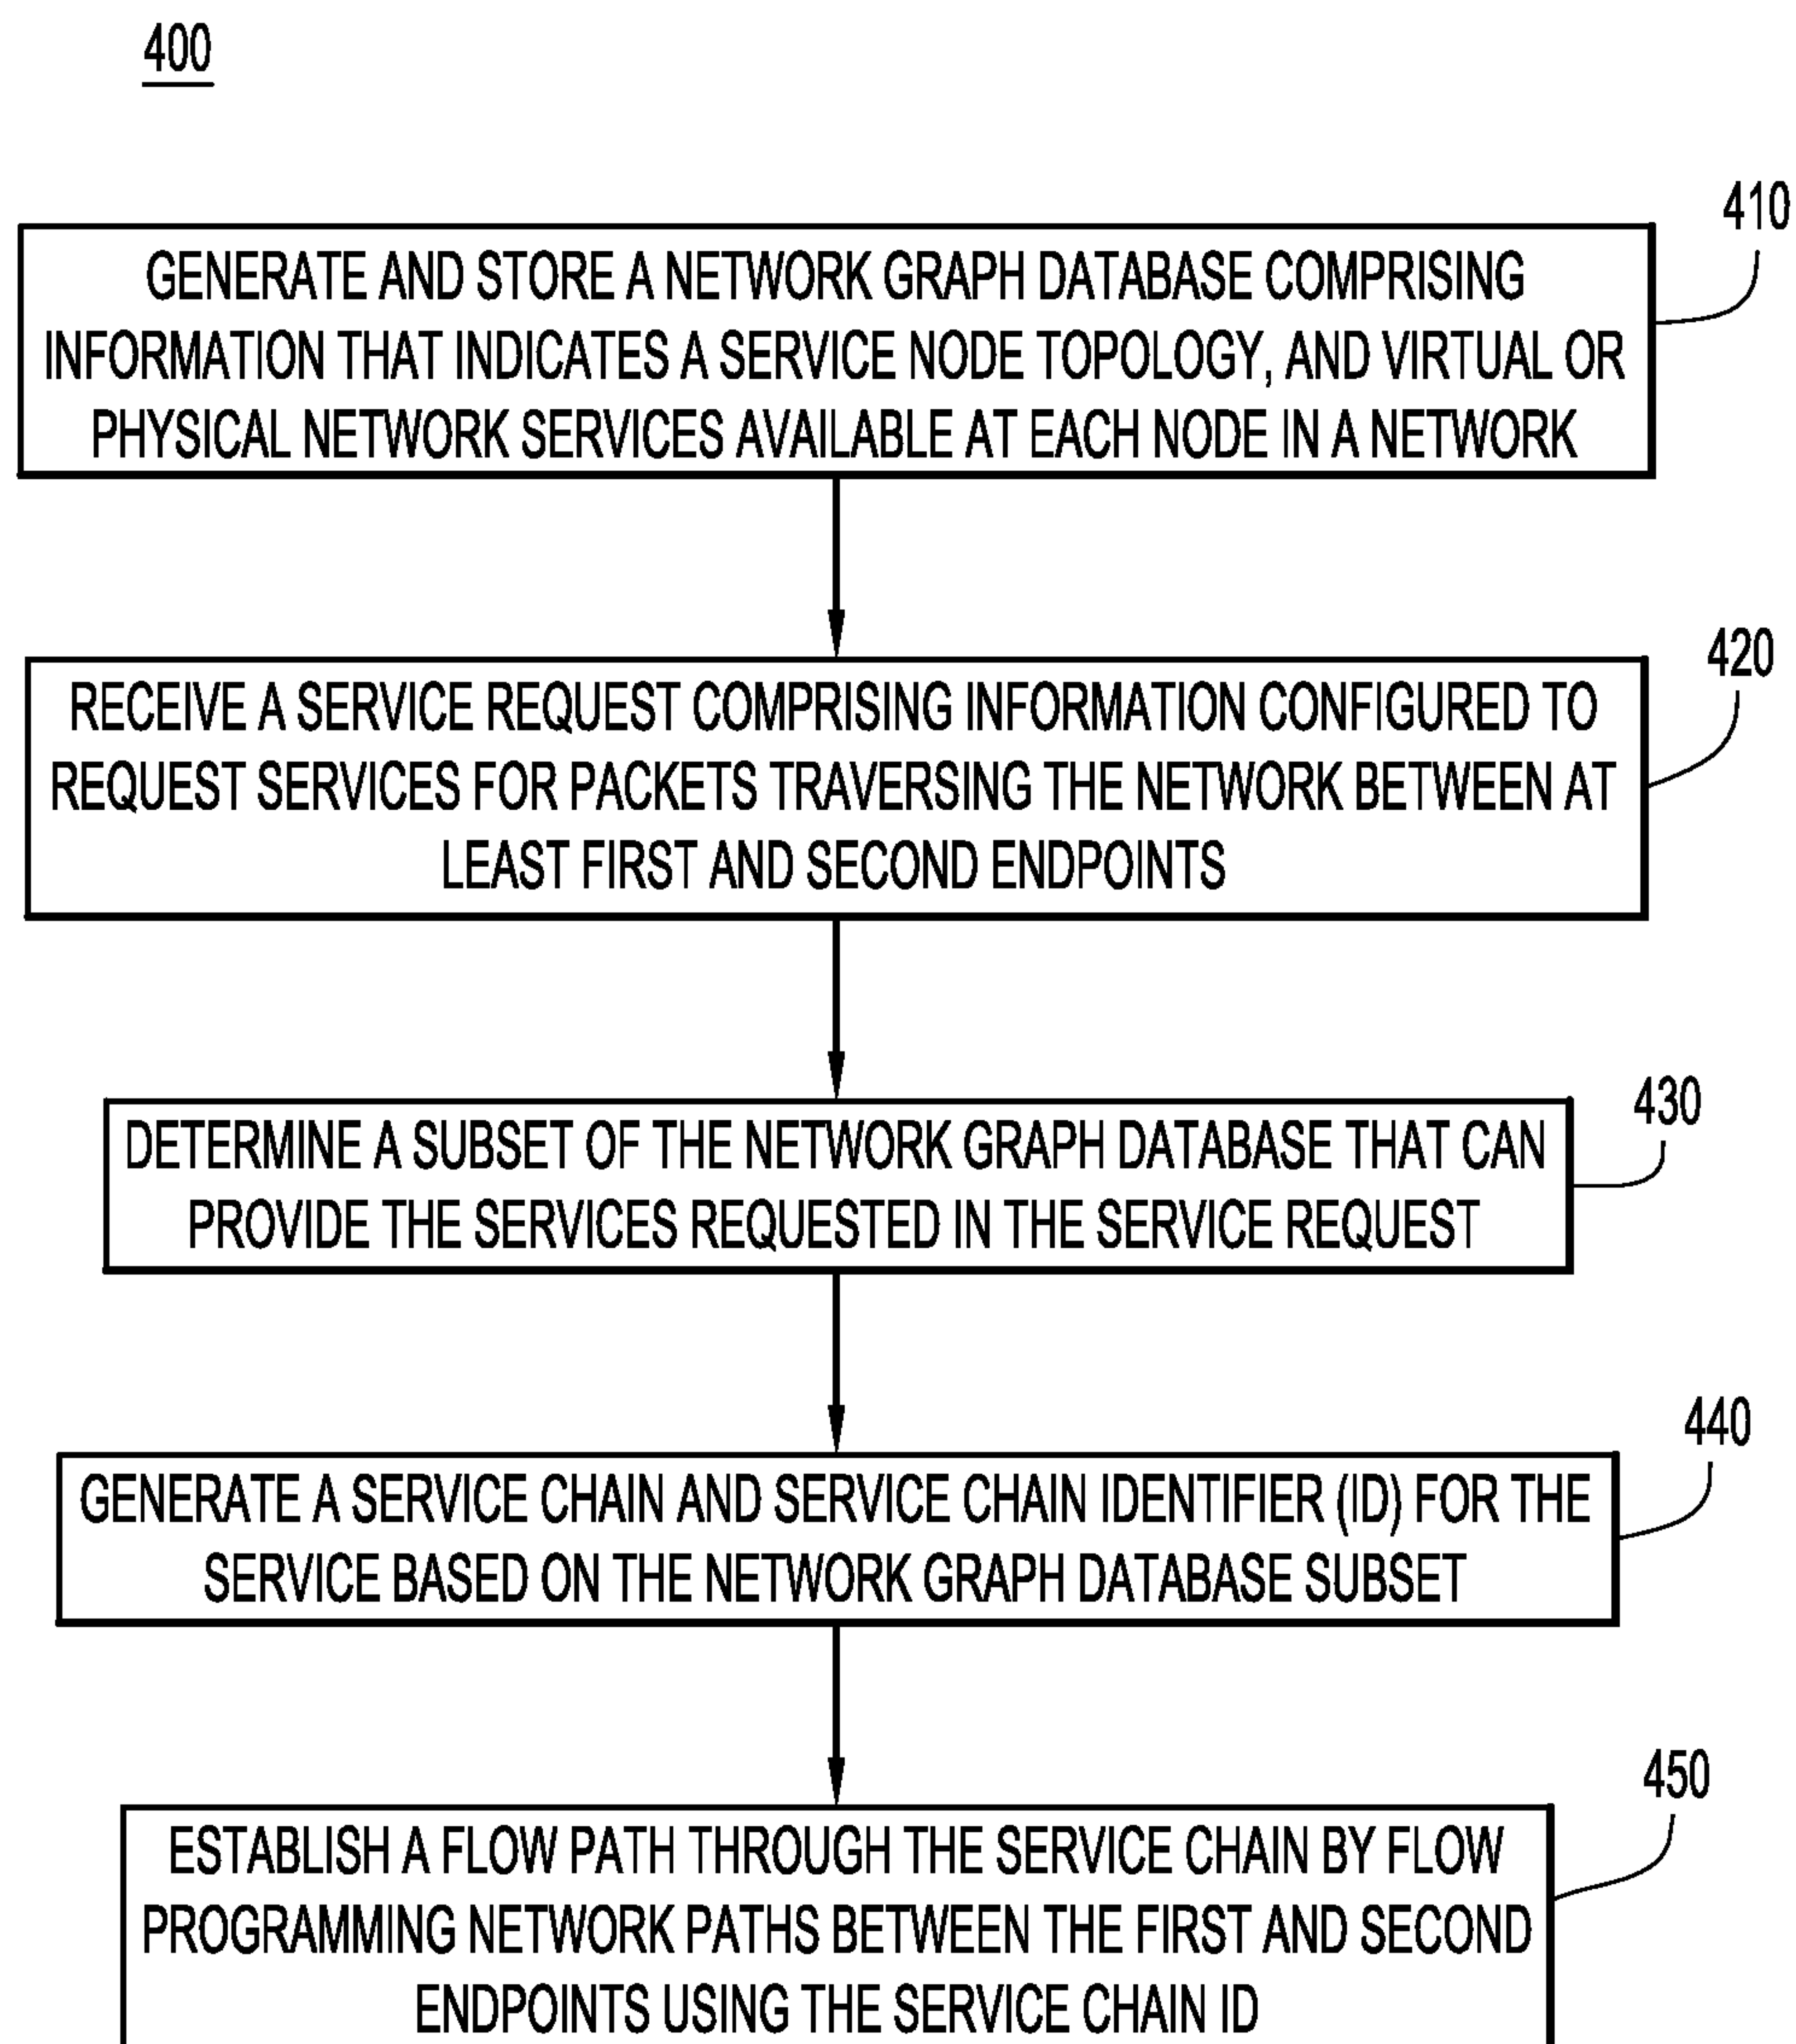 400
410
GENERATE AND STORE A NETWORK GRAPH DATABASE COMPRISING
INFORMATION THAT INDICATES A SERVICE NODE TOPOLOGY, AND VIRTUAL OR
PHYSICAL NETWORK SERVICES AVAILABLE AT EACH NODE IN A NETWORK
420
RECEIVE A SERVICE REQUEST COMPRISING INFORMATION CONFIGURED TO
REQUEST SERVICES FOR PACKETS TRAVERSING THE NETWORK BETWEEN AT
LEAST FIRST AND SECOND ENDPOINTS
430
DETERMINE A SUBSET OF THE NETWORK GRAPH DATABASE THAT CAN
PROVIDE THE SERVICES REQUESTED IN THE SERVICE REQUEST
440
GENERATE A SERVICE CHAIN AND SERVICE CHAIN IDENTIFIER (ID) FOR THE
SERVICE BASED ON THE NETWORK GRAPH DATABASE SUBSET
450
ESTABLISH A FLOW PATH THROUGH THE SERVICE CHAIN BY FLOW
PROGRAMMING NETWORK PATHS BETWEEN THE FIRST AND SECOND
ENDPOINTS USING THE SERVICE CHAIN ID